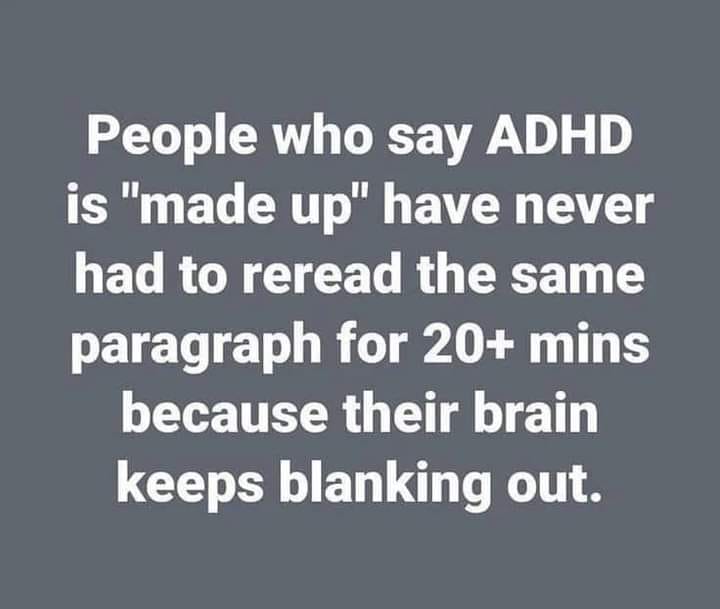 People who say ADHD
is "made up" have never
had to reread the same
paragraph for 20+ mins
because their brain
keeps blanking out.